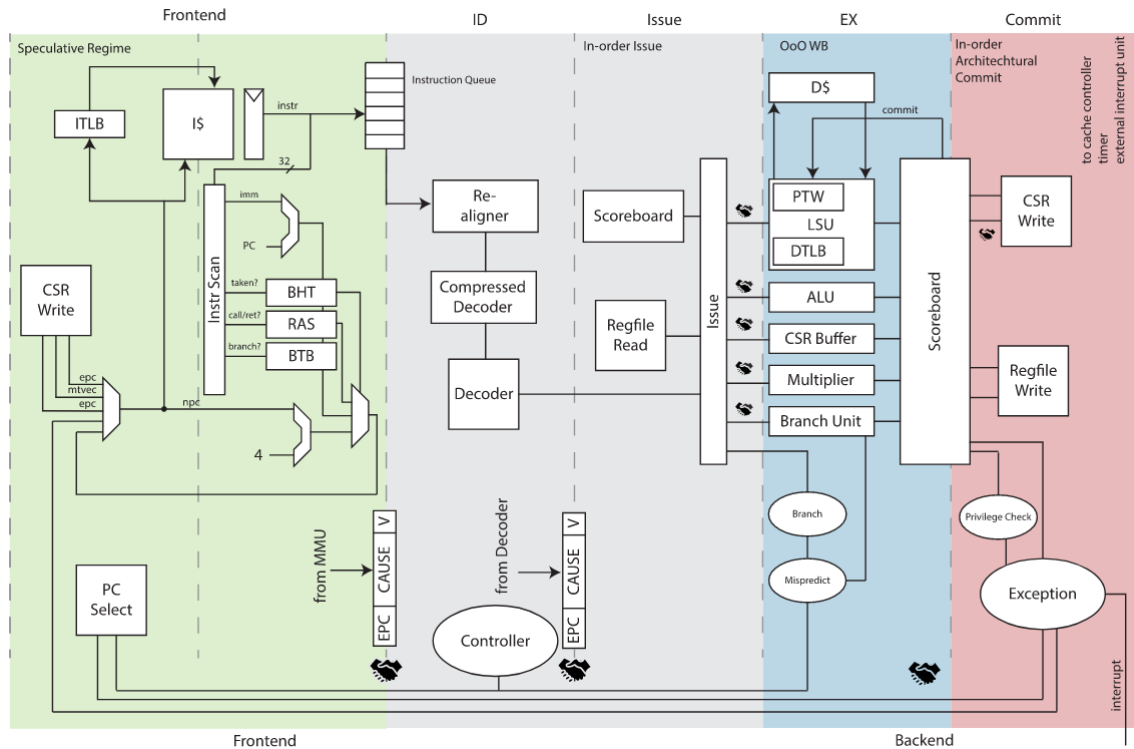 Frontend
ID
Issue
EX
Commit
Speculative Regime
In-order Issue
OoO WB
In-order
Architechtural
Commit
to cache controller
timer
external interrupt unit
ITLB
I$
instr
32
Instruction Queue
Instr Scan
imm
PC
taken?
BHT
call/ret?
RAS
branch?
BTB
CSR
Write
epc
mtvec
epc
npc
4
Re-
aligner
Compressed
Decoder
Decoder
Scoreboard
Regfile
Read
Issue
D$
commit
PTW
LSU
DTLB
ALU
CSR Buffer
Multiplier
Branch Unit
Scoreboard
CSR
Write
Regfile
Write
Branch
Mispredict
Privilege Check
Exception
interrupt
from MMU
EPC
CAUSE
V
from Decoder
EPC
CAUSE
V
PC
Select
Controller
Frontend
Backend